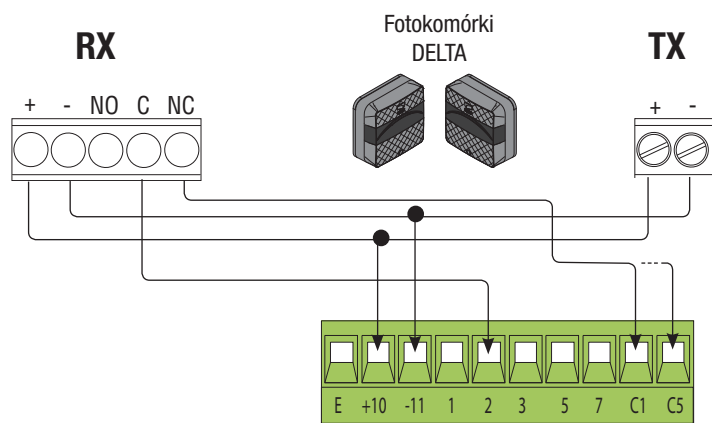 RX
Fotokomórki
DELTA
TX
+ - NO C NC
+ -
E +10 -11 1 2 3 5 7 C1 C5